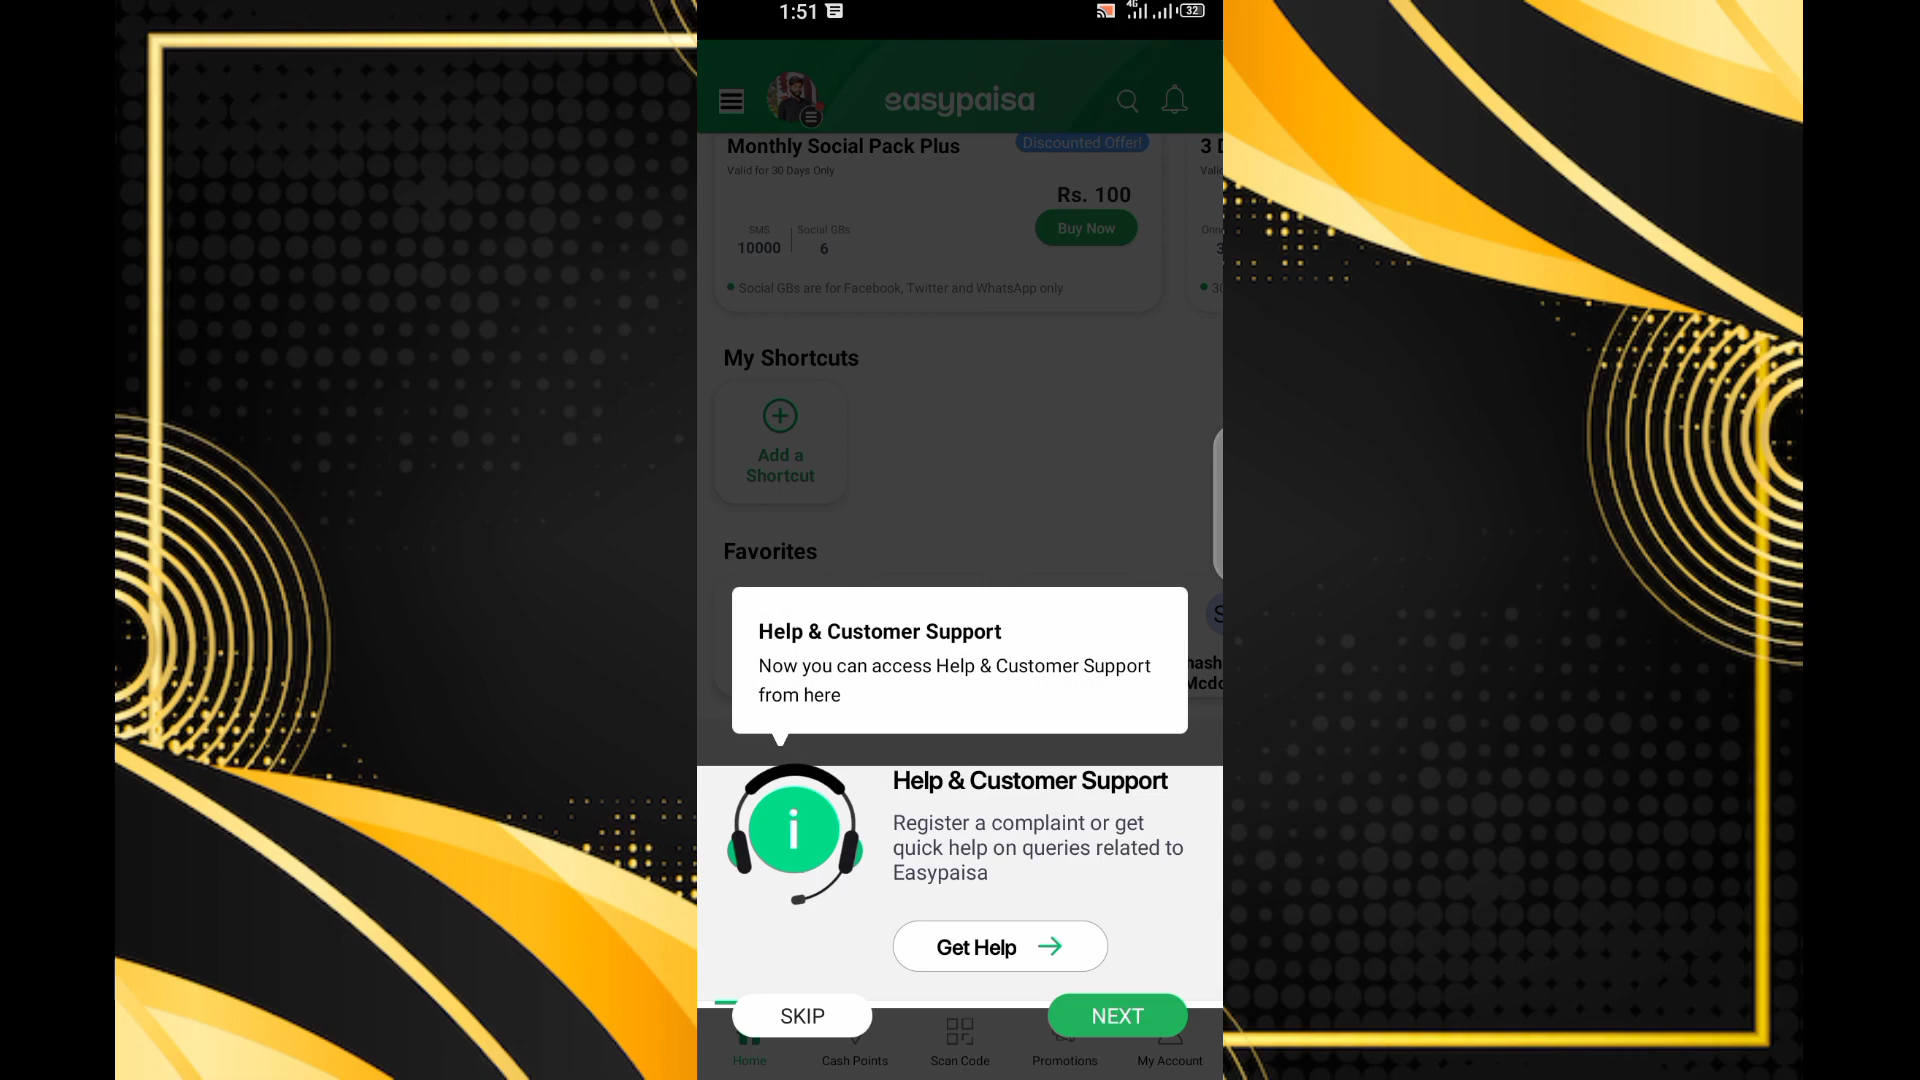 1:51
4G
32
easypaisa
Monthly Social Pack Plus
Discounted Offer!
3
Valid for 30 Days Only
Rs. 100
Buy Now
SMS
Social GBs
10000
6
Social GBs are for Facebook, Twitter and WhatsApp only
My Shortcuts
Add a
Shortcut
Favorites
Help & Customer Support
Now you can access Help & Customer Support
from here
Help & Customer Support
Register a complaint or get
quick help on queries related to
Easypaisa
Get Help
SKIP
NEXT
Home
Cash Points
Scan Code
Promotions
My Account